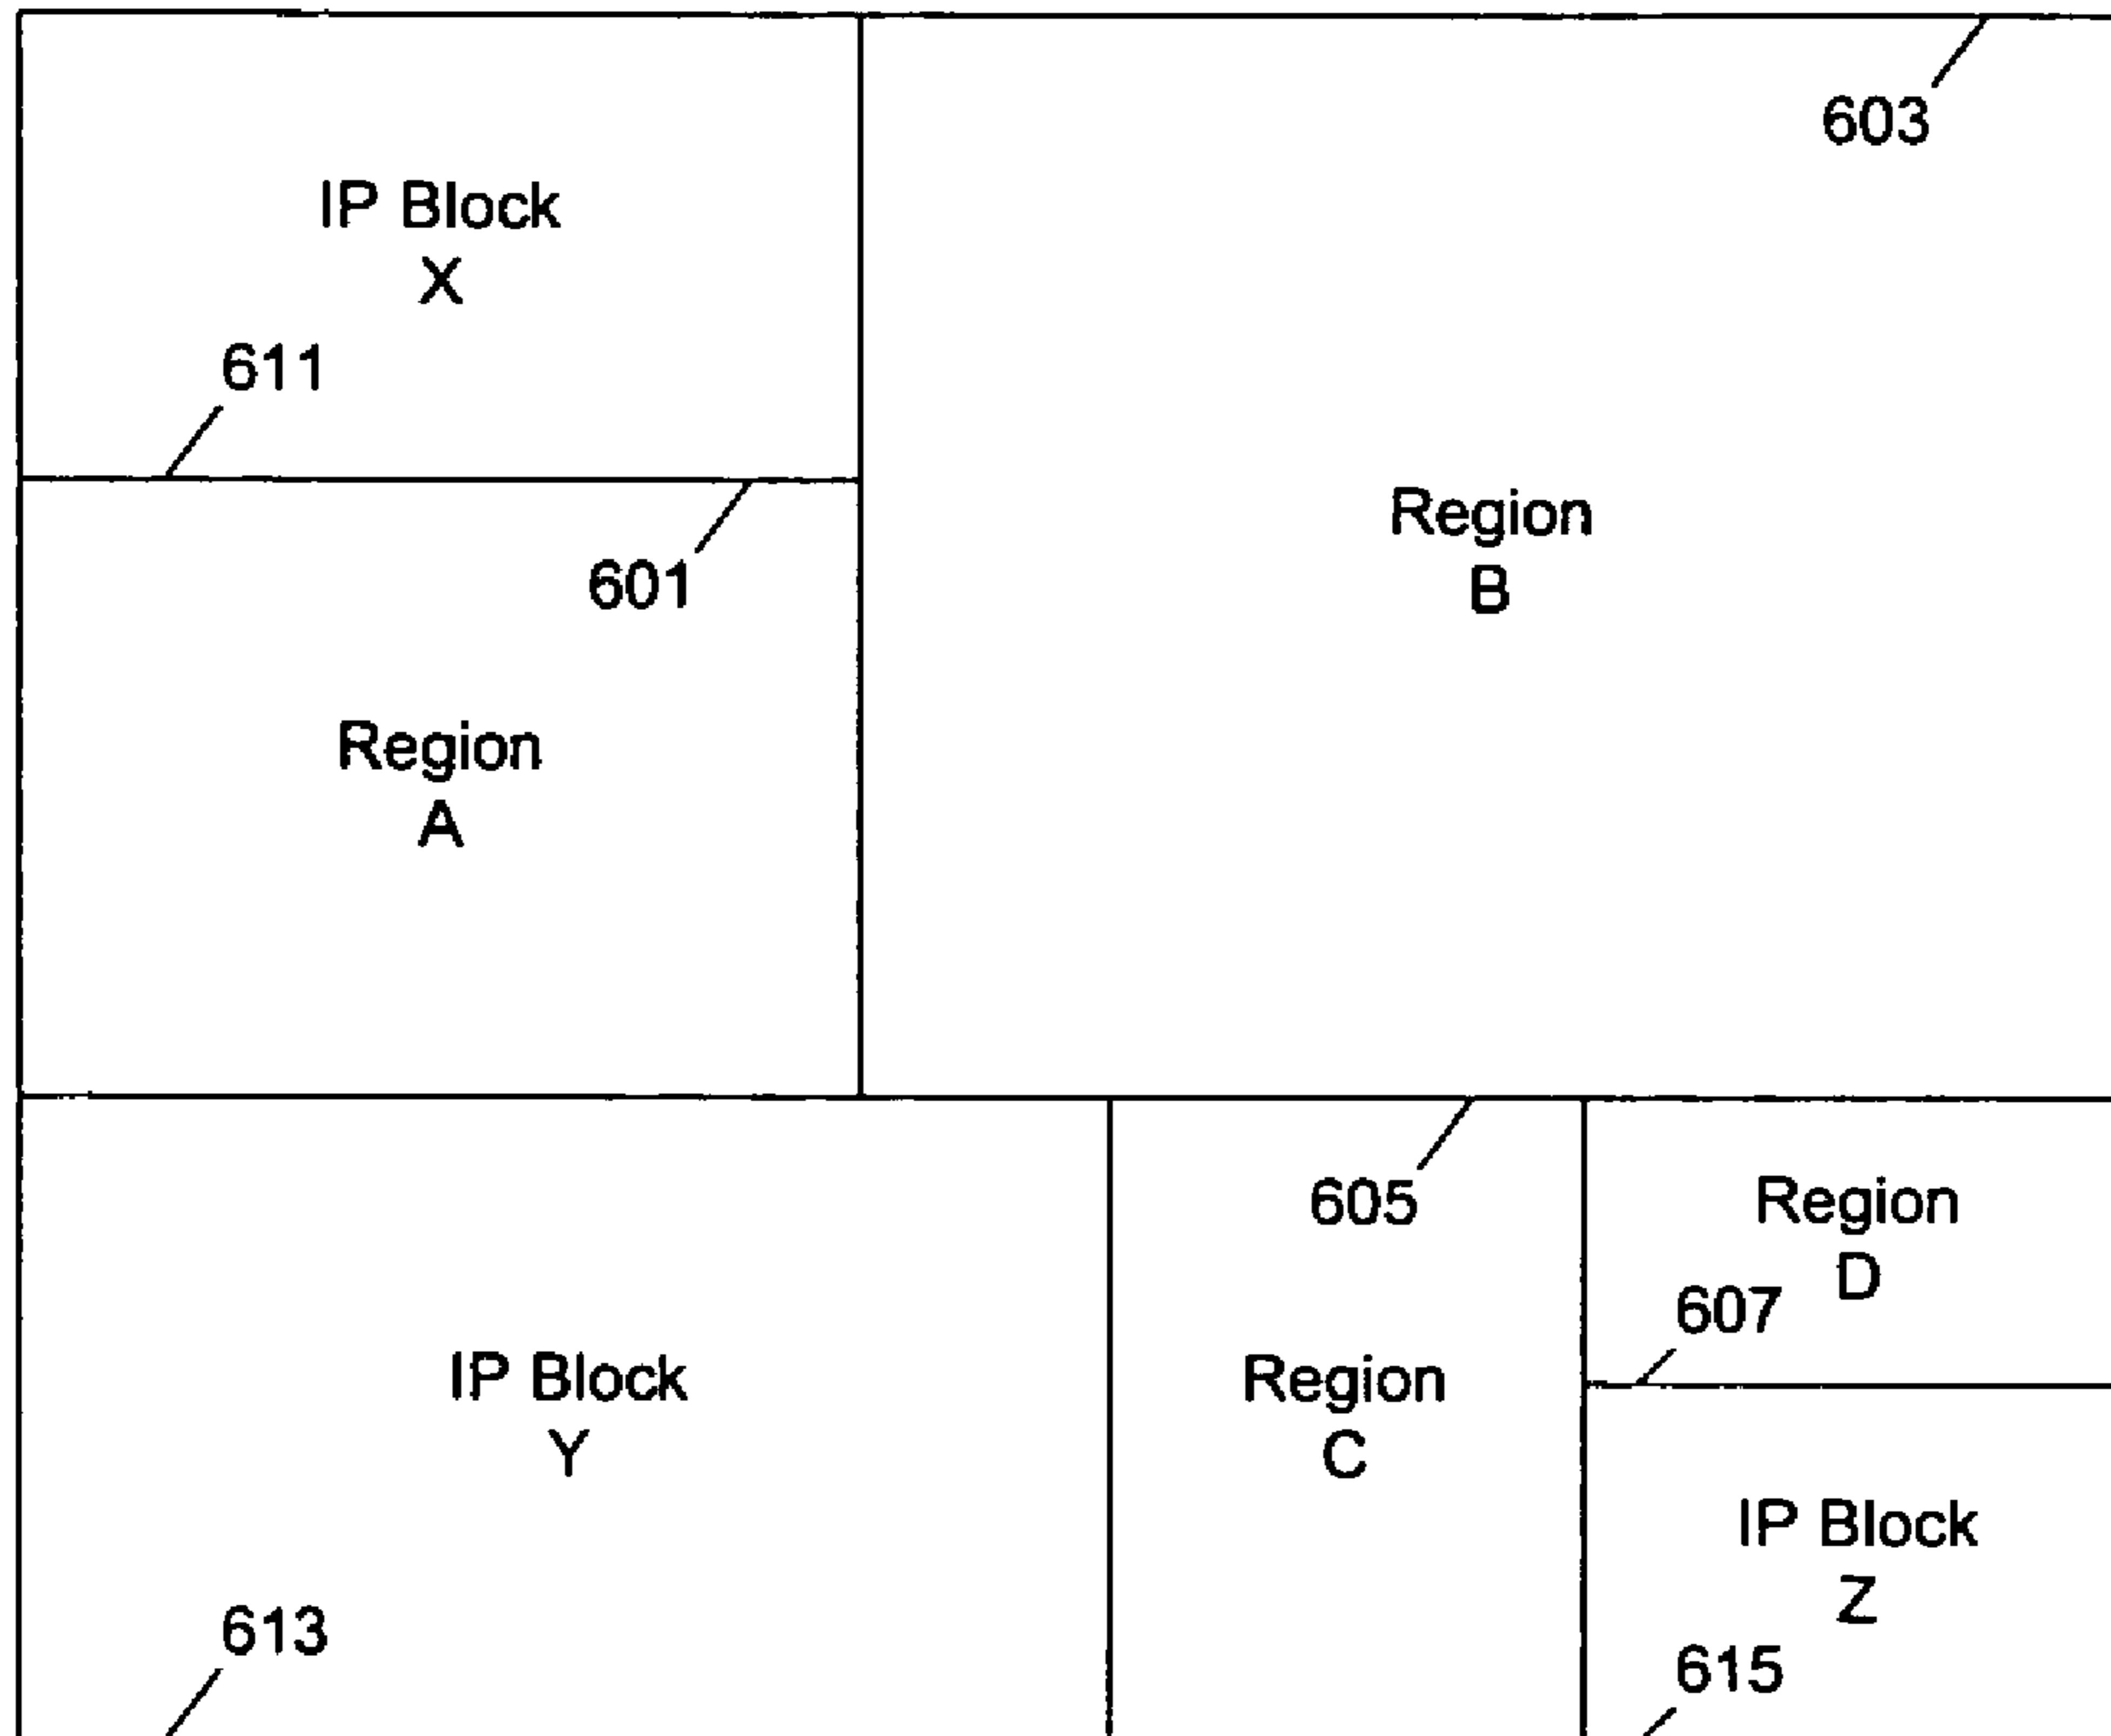 603
IP Block
X
611
Region
B
601
Region
A
605
Region
D
607
IP Block
Y
Region
C
IP Block
Z
613
615